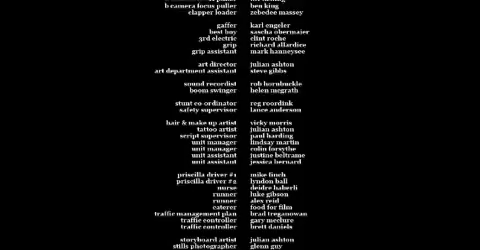 b camera focus puller ben king
clapper loader zebedee massey
gaffer karl engeler
best boy sascha obermaier
3rd electric clint roche
grip richard allardice
grip assistant mark hanneysee
art director julian ashton
art department assistant steve gibbs
sound recordist rob hornbuckle
boom swinger helen mcgrath
stunt co ordinator reg roordink
safety supervisor lance anderson
hair & make up artist vicky morris
tattoo artist julian ashton
script supervisor paul harding
unit manager lindsay martin
unit manager colin forsythe
unit assistant justine beltrame
unit assistant jessica bernard
priscilla driver #1 mike finch
priscilla driver #2 lyndon ball
nurse deidre haberli
runner luke gibson
runner alex reid
caterer food for film
traffic management plan brad treganowan
traffic controller gary mcclure
traffic controller brett daniels
storyboard artist julian ashton
stills photographer glenn guy